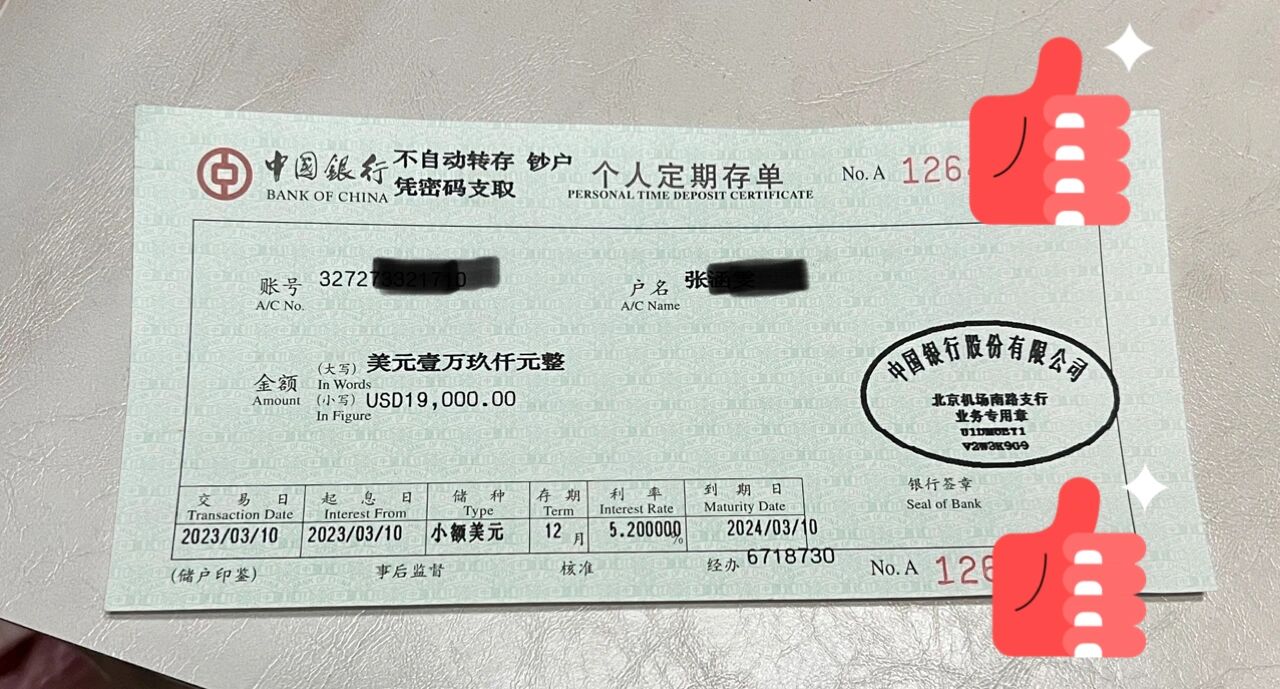 中国银行 不自动转存 钞户
BANK OF CHINA 凭密码支取
个人定期存单
PERSONAL TIME DEPOSIT CERTIFICATE
No. A 126
账号 3272
A/C No.
户名 张
A/C Name
金额 (大写) 美元壹万玖仟元整
Amount In Words
(小写) USD19,000.00
In Figure
中国银行股份有限公司
北京机场南路支行
业务专用章
银行签章
Seal of Bank
交易日 起息日 储种 存期 利率 到期日
Transaction Date Interest From Type Term Interest Rate Maturity Date
2023/03/10 2023/03/10 小额美元 12月 5.200000% 2024/03/10
(储户印鉴) 事后监督 核准 经办 6718730
No. A 126